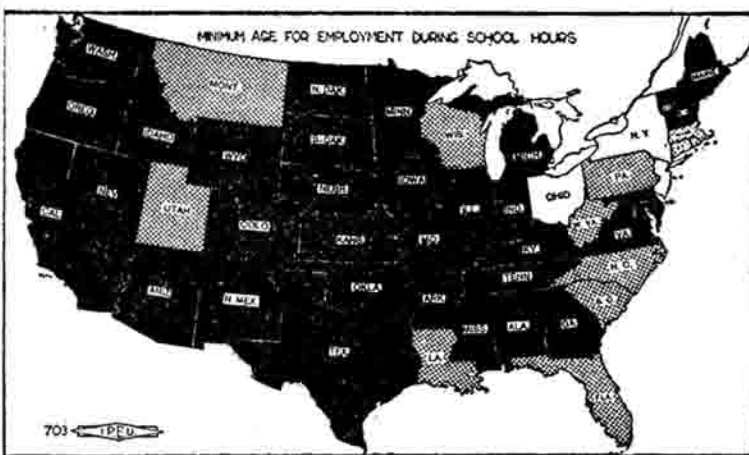 MINIMUM AGE FOR EMPLOYMENT DURING SCHOOL HOURS
WASH.
MONT.
N. DAK.
MINN.
MAINE
OREG.
IDAHO
S. DAK.
WIS.
MICH.
N.Y.
WYO.
NEBR.
IOWA
PA.
NEV.
UTAH
COLO.
ILL.
IND.
OHIO
W. VA.
VA.
CAL.
KANS.
MO.
KY.
N. C.
TENN.
ARIZ.
N. MEX.
OKLA.
ARK.
S. C.
MISS.
ALA.
GA.
TEX.
LA.
FLA.
703